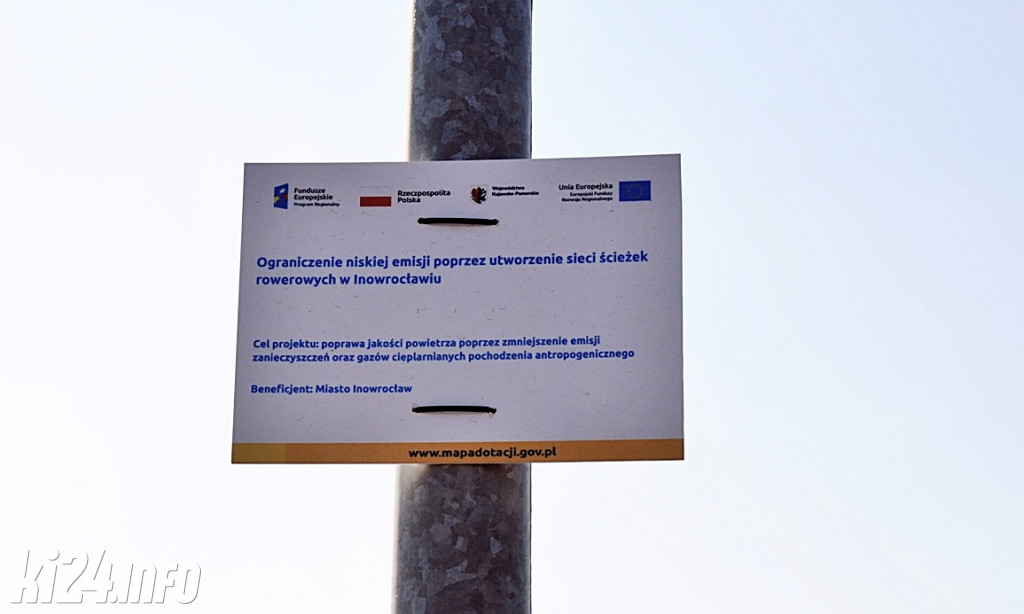 Fundusze
Europejskie
Program Regionalny
Rzeczpospolita
Polska
Województwo
Kujawsko-Pomorskie
Unia Europejska
Europejski Fundusz
Rozwoju Regionalnego
Ograniczenie niskiej emisji poprzez utworzenie sieci ścieżek
rowerowych w Inowrocławiu
Cel projektu: poprawa jakości powietrza poprzez zmniejszenie emisji
zanieczyszczeń oraz gazów cieplarnianych pochodzenia antropogenicznego
Beneficjent: Miasto Inowrocław
www.mapadotacji.gov.pl
ki24.info